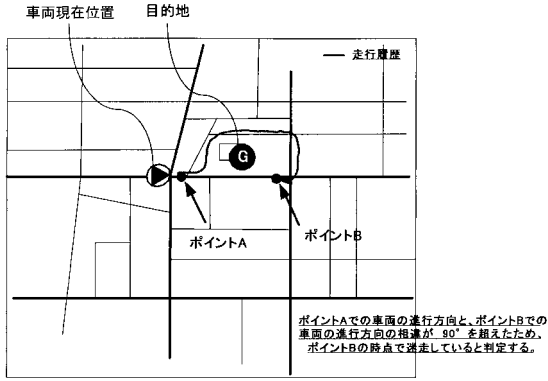 車両現在位置
目的地
走行履歴
G
ポイントA
ポイントB
ポイントAでの車両の進行方向と、ポイントBでの
車両の進行方向の相違が 90°を超えたため、
ポイントBの時点で迷走していると判定する。